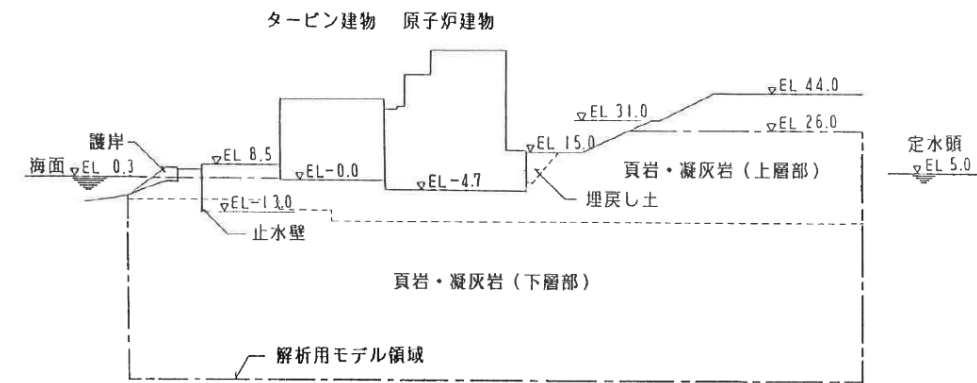 タービン建物 原子炉建物
EL 44.0
EL 31.0
EL 26.0
護岸
EL 15.0
定水頭
海面 EL 0.3
EL 8.5
EL 5.0
EL-0.0
頁岩・凝灰岩(上層部)
EL-4.7
埋戻し土
EL-13.0
止水壁
頁岩・凝灰岩(下層部)
解析用モデル領域